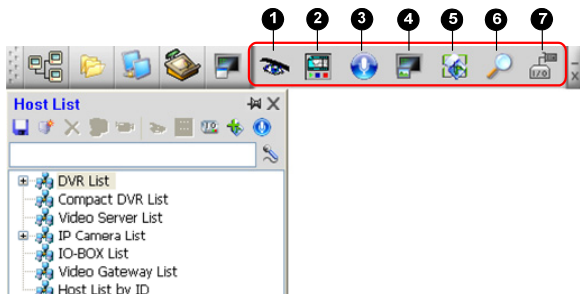 1 2 3 4 5 6 7
I/O
x
Host List
DVR List
Compact DVR List
Video Server List
IP Camera List
IO-BOX List
Video Gateway List
Host List by ID